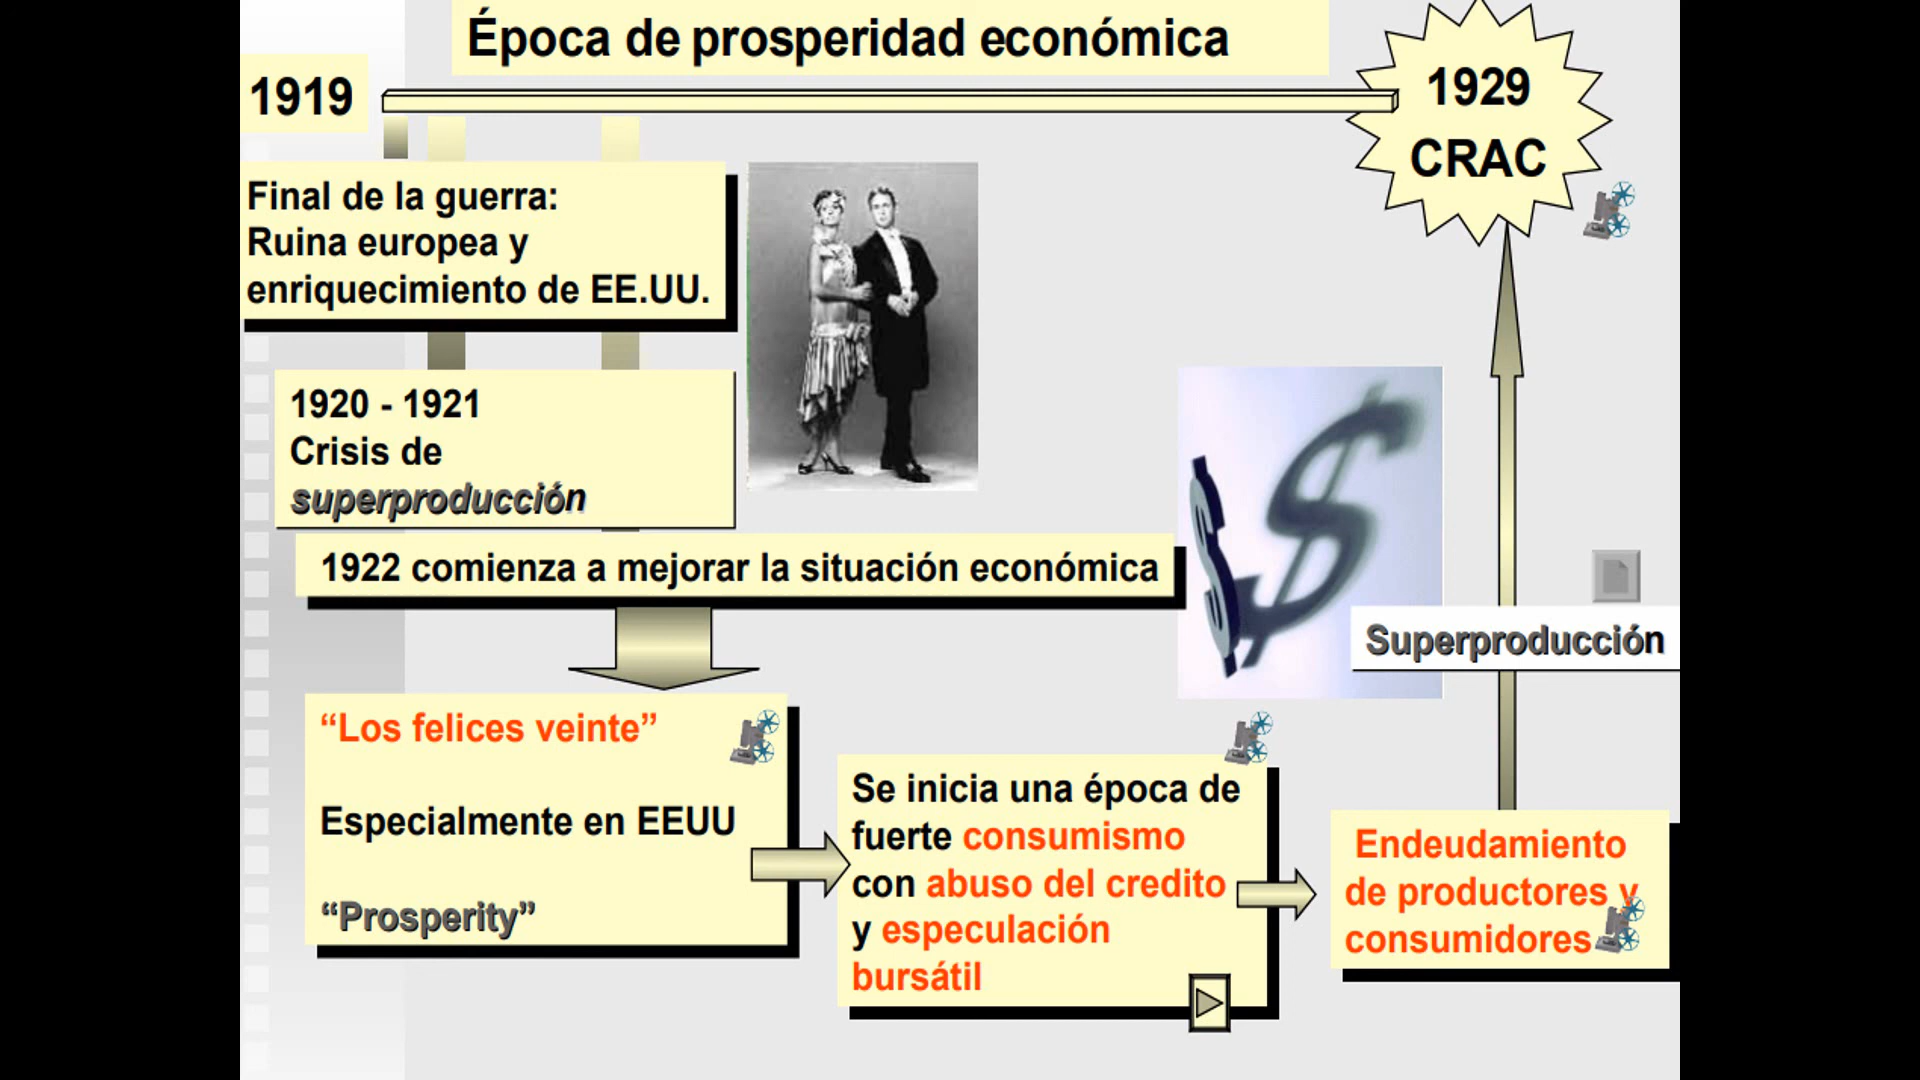 Época de prosperidad económica
1919
1929
CRAC
Final de la guerra:
Ruina europea y
enriquecimiento de EE.UU.
1920 - 1921
Crisis de
superproducción
1922 comienza a mejorar la situación económica
Superproducción
“Los felices veinte”
Especialmente en EEUU
“Prosperity”
Se inicia una época de
fuerte consumismo
con abuso del credito
y especulación
bursátil
Endeudamiento
de productores y
consumidores